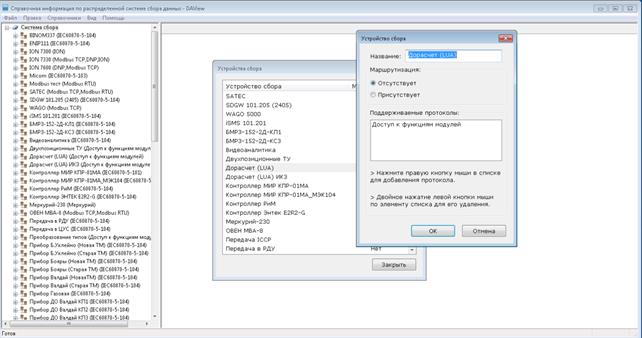 Справочная информация по распределенной системе сбора данных - DAView
Файл Правка Справочники Вид Помощь
Система сбора
BINOM337 (IEC60870-5-104)
ENIP111 (IEC60870-5-104)
ION 7300 (ION)
ION 7330 (Modbus TCP,DNP,ION)
ION 7600 (DNP,Modbus TCP)
Micom (IEC60870-5-103)
Modbus тест (Modbus RTU)
SATEC (Modbus TCP,Modbus RTU)
SDGW 101.205 (2405) (IEC60870-5-104)
WAGO (Modbus TCP)
iSMS 101.201 (IEC60870-5-104)
БМРЗ-152-2Д-КЛ1 (IEC60870-5-104)
БМРЗ-152-2Д-КС3 (IEC60870-5-104)
Видеоаналитика (IEC60870-5-104)
Двухпозиционные ТУ (Доступ к функциям модул
Дорасчет (LUA) (Доступ к функциям модулей)
Дорасчет (LUA) ИКЗ (IEC60870-5-104)
Контроллер МИР КПР-01МА (IEC60870-5-101)
Контроллер МИР КПР-01МА_МЭК104 (IEC60870-5-
Контроллер РиМ (IEC60870-5-104)
Контроллер ЭНТЕК E2R2-G (IEC60870-5-104)
Меркурий-230 (Меркурий)
ОВЕН МВА-8 (Modbus TCP,Modbus RTU)
Передача в РДУ (IEC60870-5-104)
Передача в ЦУС (IEC60870-5-104)
Преобразование типов (Доступ к функциям моду
Прибор Б.Уклейно (Новая ТМ) (IEC60870-5-104)
Прибор Б.Уклейно (Старая ТМ) (IEC60870-5-104)
Прибор Бояры (Новая ТМ) (IEC60870-5-104)
Прибор Бояры (Старая ТМ) (IEC60870-5-104)
Прибор Валдай (НоваяТМ) (IEC60870-5-104)
Прибор Валдай (Старая ТМ) (IEC60870-5-104)
Прибор Газовая (IEC60870-5-104)
Прибор ДО Валдай КП1 (IEC60870-5-104)
Прибор ДО Валдай КП2 (IEC60870-5-104)
Прибор ДО Валдай КП3 (IEC60870-5-104)
Готов
Устройства сбора
Устройство сбора
SATEC
SDGW 101.205 (2405)
WAGO 5000
iSMS 101.201
БМРЗ-152-2Д-КЛ1
БМРЗ-152-2Д-КС3
Видеоаналитика
Двухпозиционные ТУ
Дорасчет (LUA)
Дорасчет (LUA) ИКЗ
Контроллер МИР КПР-01МА
Контроллер МИР КПР-01МА_МЭК104
Контроллер РиМ
Контроллер Энтек E2R2-G
Меркурий-230
ОВЕН МВА-8
Передача ICCP
Передача в РДУ Нет
Закрыть
Устройство сбора
Название: Дорасчет (LUA)
Маршрутизация:
Отсутствует
Присутствует
Поддерживаемые протоколы:
Доступ к функциям модулей
> Нажмите правую кнопку мыши в списке
для добавления протокола.
> Двойное нажатие левой кнопки мыши
по элементу списка для его удаления.
OK Отмена